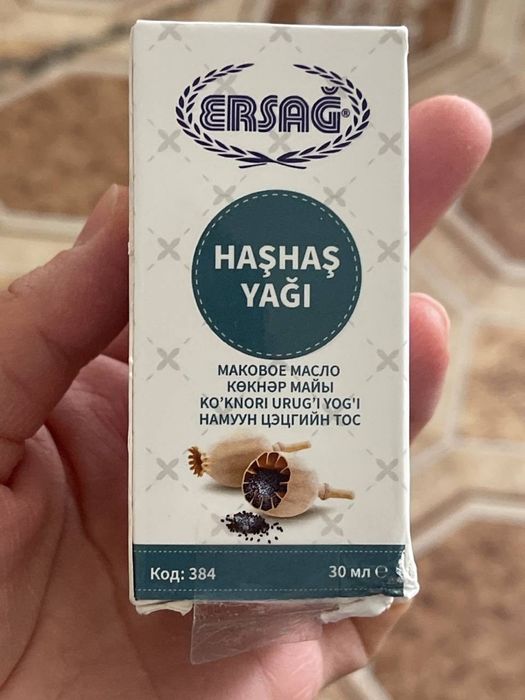 ERSAĞ®
HAŞHAŞ
YAĞI
МАКОВОЕ МАСЛО
КӨКНӘР МАЙЫ
KO'KNORI URUG'I YOG'I
НАМУУН ЦЭЦГИЙН ТОС
Код: 384
30 мл ℮